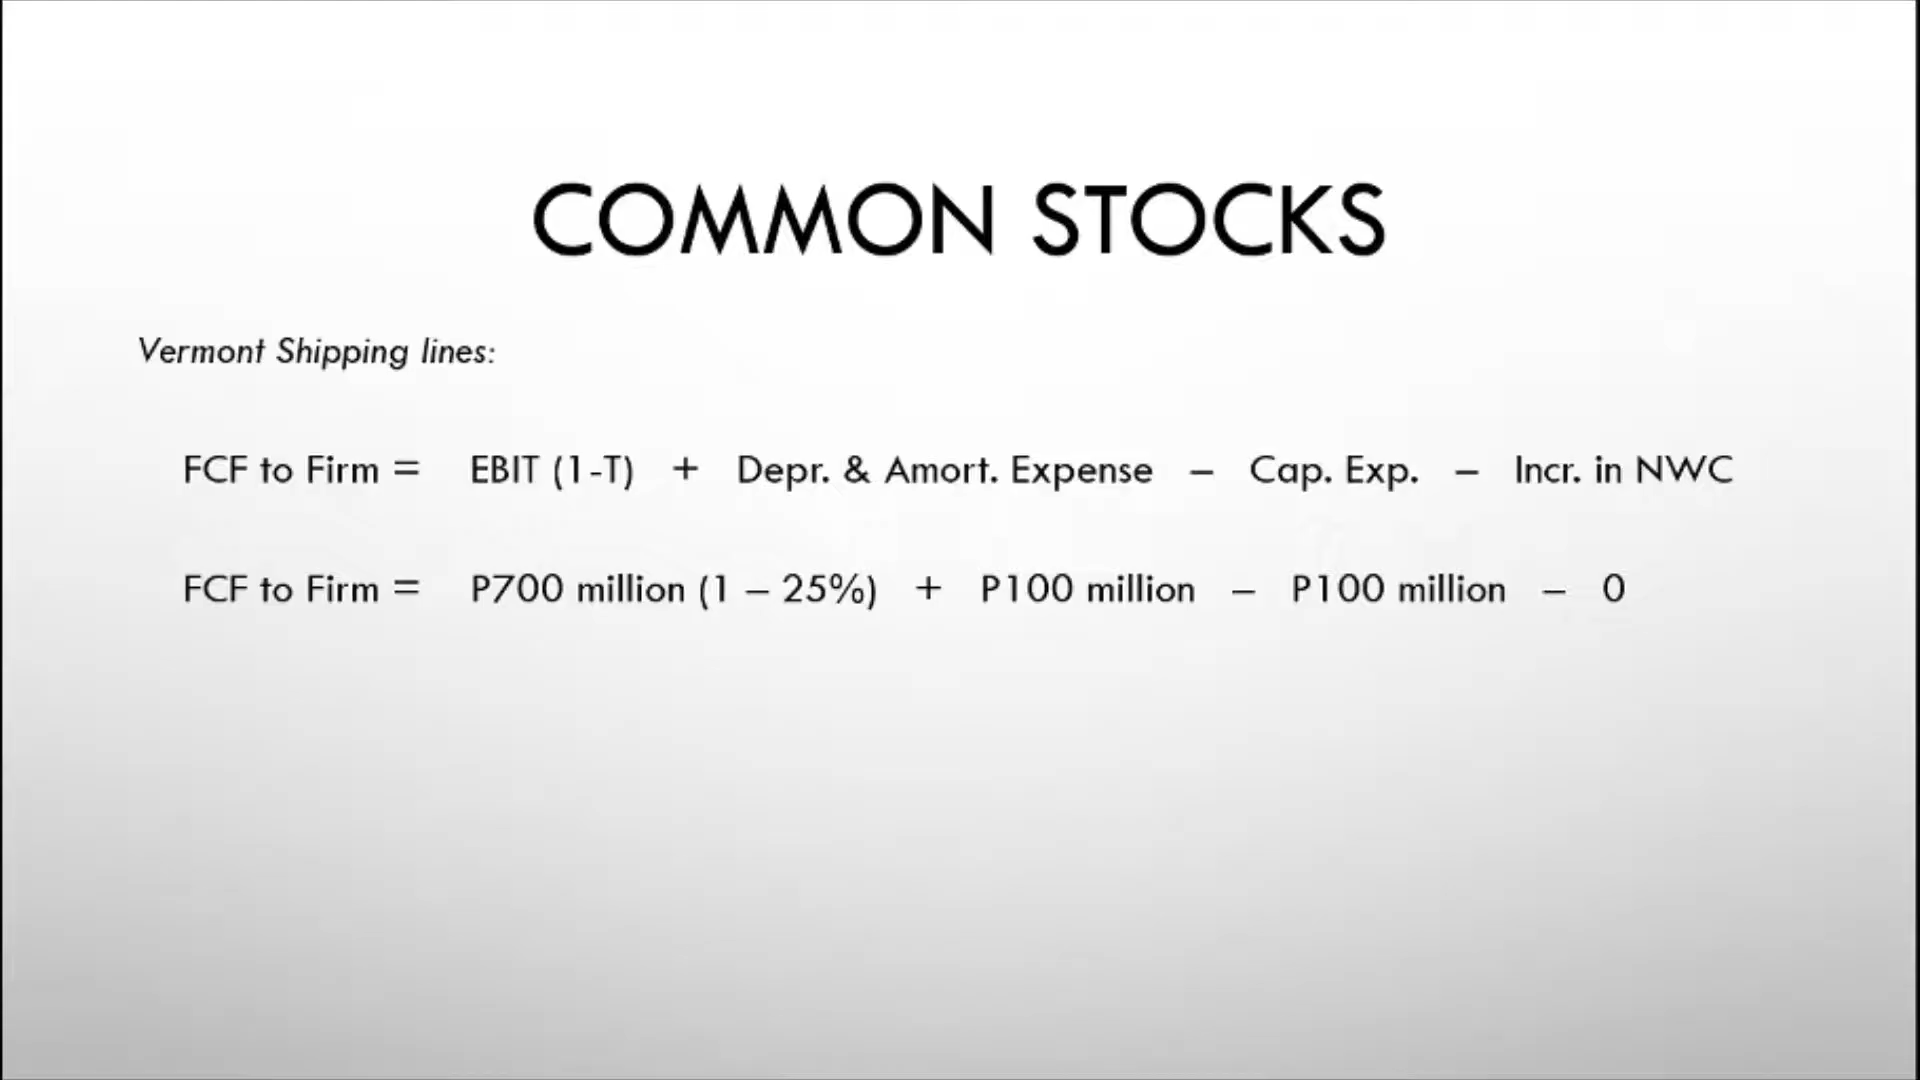 COMMON STOCKS
Vermont Shipping lines:
FCF to Firm = EBIT (1-T) + Depr. & Amort. Expense – Cap. Exp. – Incr. in NWC
FCF to Firm = P700 million (1 – 25%) + P100 million – P100 million – 0